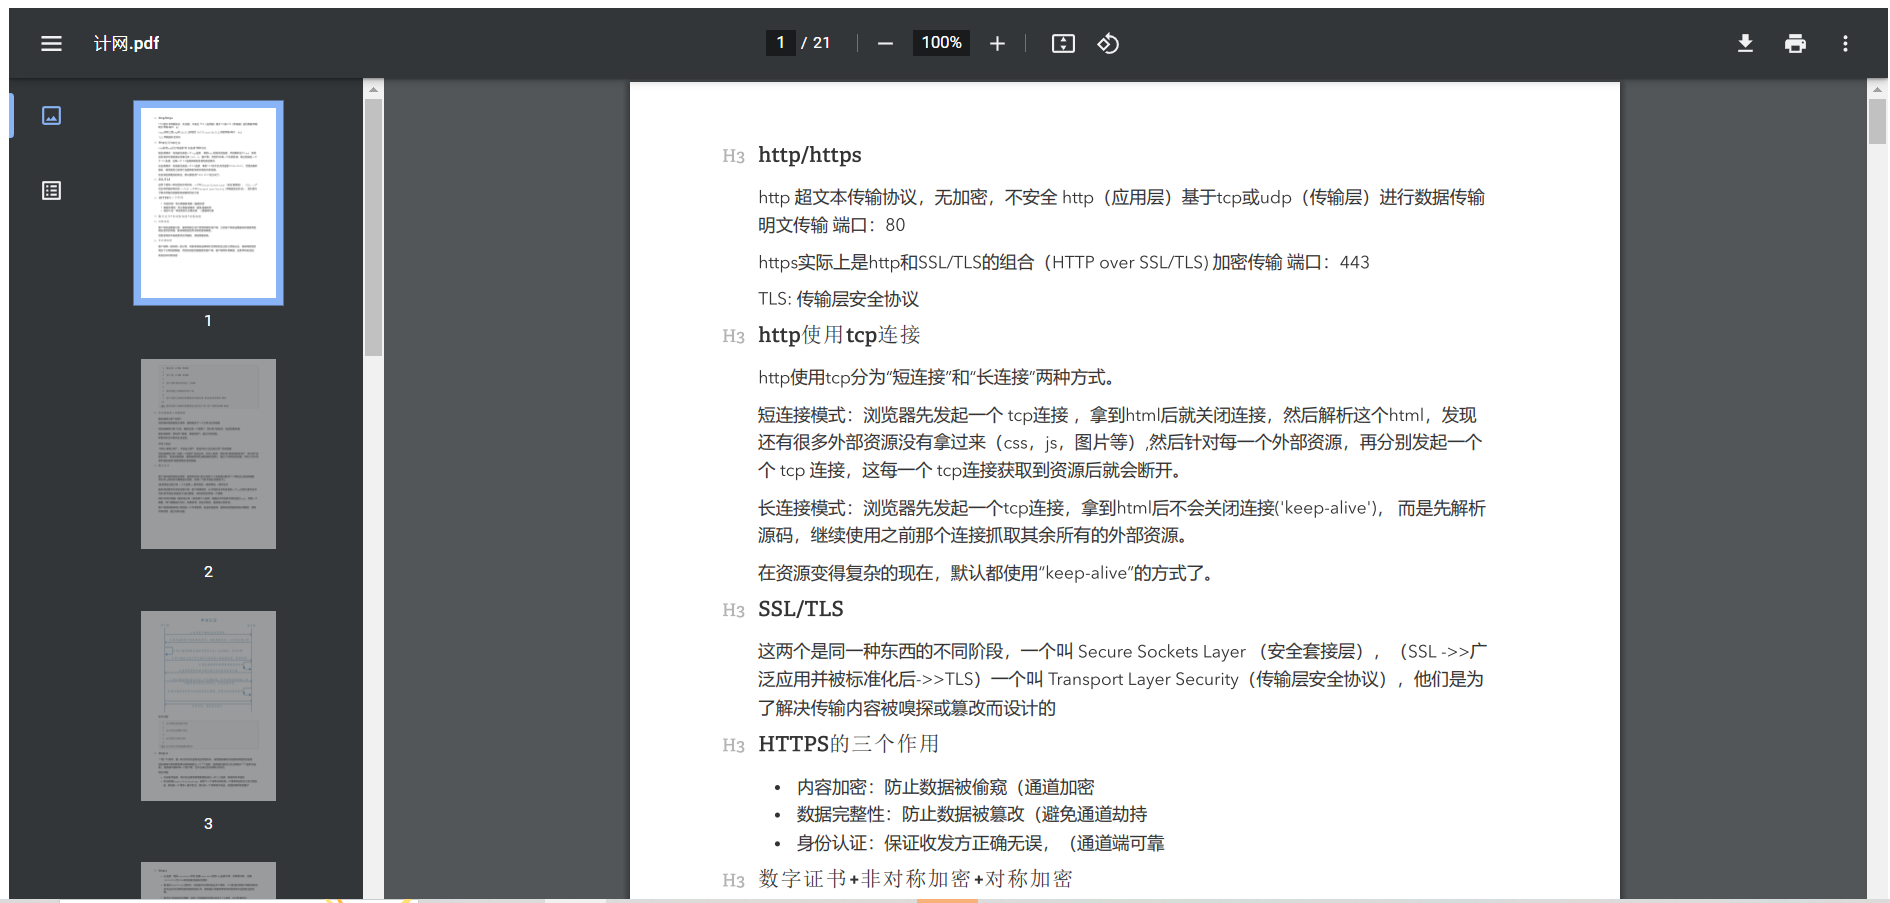 计网.pdf
1 / 21
100%
1
2
3
H3 http/https
http 超文本传输协议，无加密，不安全 http（应用层）基于tcp或udp（传输层）进行数据传输
明文传输 端口：80
https实际上是http和SSL/TLS的组合（HTTP over SSL/TLS) 加密传输 端口：443
TLS: 传输层安全协议
H3 http使用tcp连接
http使用tcp分为“短连接”和“长连接”两种方式。
短连接模式：浏览器先发起一个 tcp连接 ，拿到html后就关闭连接，然后解析这个html，发现
还有很多外部资源没有拿过来（css，js，图片等）,然后针对每一个外部资源，再分别发起一个
个 tcp 连接，这每一个 tcp连接获取到资源后就会断开。
长连接模式：浏览器先发起一个tcp连接，拿到html后不会关闭连接('keep-alive')， 而是先解析
源码，继续使用之前那个连接抓取其余所有的外部资源。
在资源变得复杂的现在，默认都使用“keep-alive”的方式了。
H3 SSL/TLS
这两个是同一种东西的不同阶段，一个叫 Secure Sockets Layer （安全套接层），（SSL ->>广
泛应用并被标准化后->>TLS）一个叫 Transport Layer Security（传输层安全协议），他们是为
了解决传输内容被嗅探或篡改而设计的
H3 HTTPS的三个作用
• 内容加密：防止数据被偷窥（通道加密
• 数据完整性：防止数据被篡改（避免通道劫持
• 身份认证：保证收发方正确无误，（通道端可靠
H3 数字证书+非对称加密+对称加密